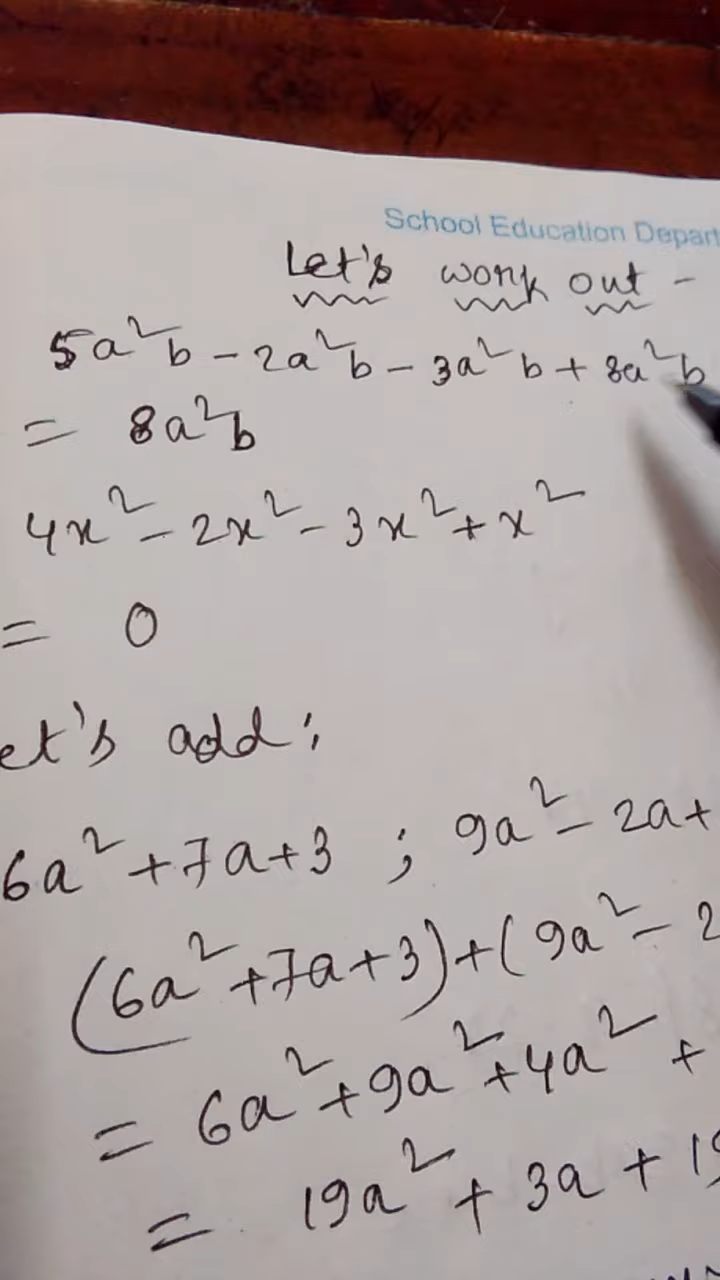 School Education Depart
Let's work out -
5a²b - 2a²b - 3a²b + 8a²b
= 8a²b
4x² - 2x² - 3x² + x²
= 0
et's add;
6a² + 7a + 3 ; 9a² - 2a +
(6a² + 7a + 3) + (9a² - 2
= 6a² + 9a² + 4a² +
= 19a² + 3a + 19